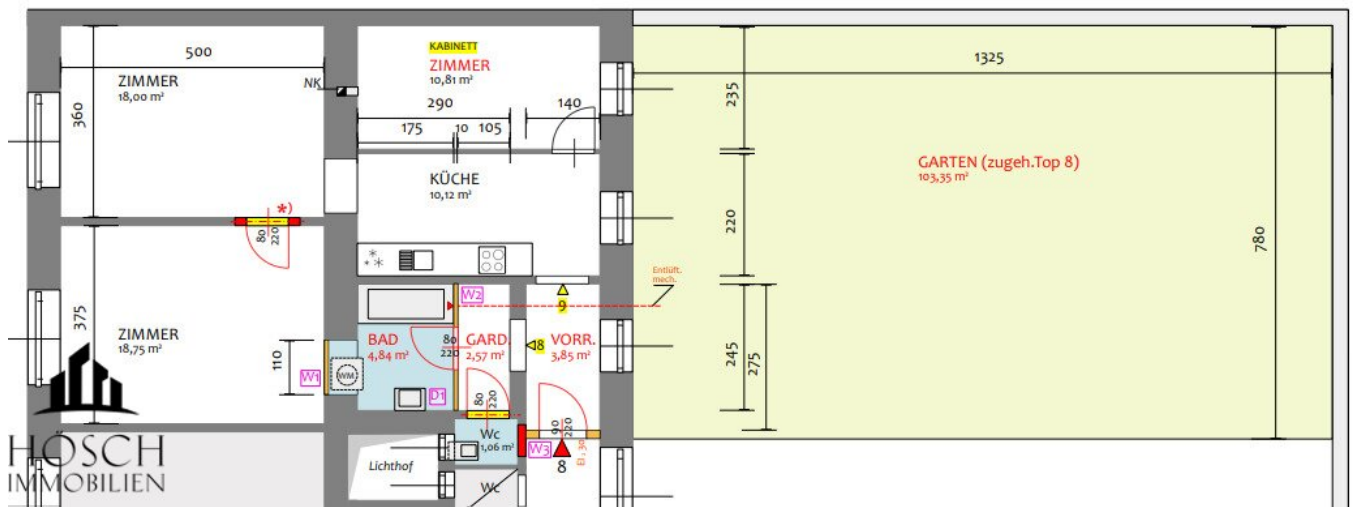 500
ZIMMER
18,00 m²
360
NK
KABINETT
ZIMMER
10,81 m²
290
140
175
10
105
KÜCHE
10,12 m²
1325
235
GARTEN (zugeh.Top 8)
103,35 m²
220
780
*)
80
220
375
ZIMMER
18,75 m²
110
W1
WM
BAD
4,84 m²
80
220
W2
GARD.
2,57 m²
8
9
VORR.
3,85 m²
Entlüft.
mech.
245
275
D1
80
220
Wc
1,06 m²
90
220
W3
8
EI₂ 30
Lichthof
Wc
HÖSCH
IMMOBILIEN